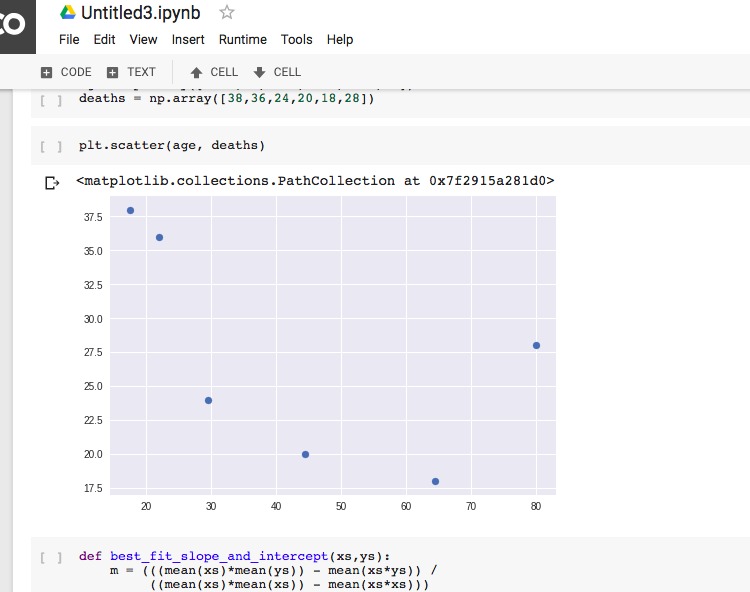 CO
Untitled3.ipynb
File Edit View Insert Runtime Tools Help
CODE TEXT CELL CELL
[ ] deaths = np.array([38,36,24,20,18,28])
[ ] plt.scatter(age, deaths)
<matplotlib.collections.PathCollection at 0x7f2915a281d0>
37.5
35.0
32.5
30.0
27.5
25.0
22.5
20.0
17.5
20 30 40 50 60 70 80
[ ] def best_fit_slope_and_intercept(xs,ys):
m = (((mean(xs)*mean(ys)) - mean(xs*ys)) /
((mean(xs)*mean(xs)) - mean(xs*xs)))